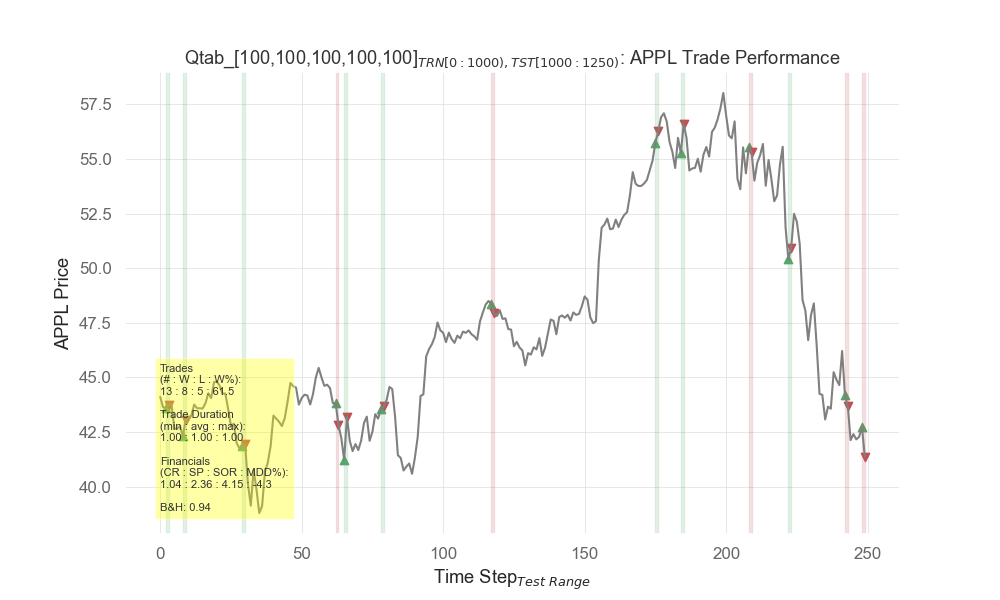 Qtab_[100,100,100,100,100]TRN[0 : 1000), TST[1000 : 1250): APPL Trade Performance
57.5
55.0
52.5
50.0
47.5
45.0
42.5
40.0
APPL Price
Trades
(# : W : L : W%):
13 : 8 : 5 : 61.5
Trade Duration
(min : avg : max):
1.00 : 1.00 : 1.00
Financials
(CR : SP : SOR : MDD%):
1.04 : 2.36 : 4.15 : -4.3
B&H: 0.94
0 50 100 150 200 250
Time Step Test Range